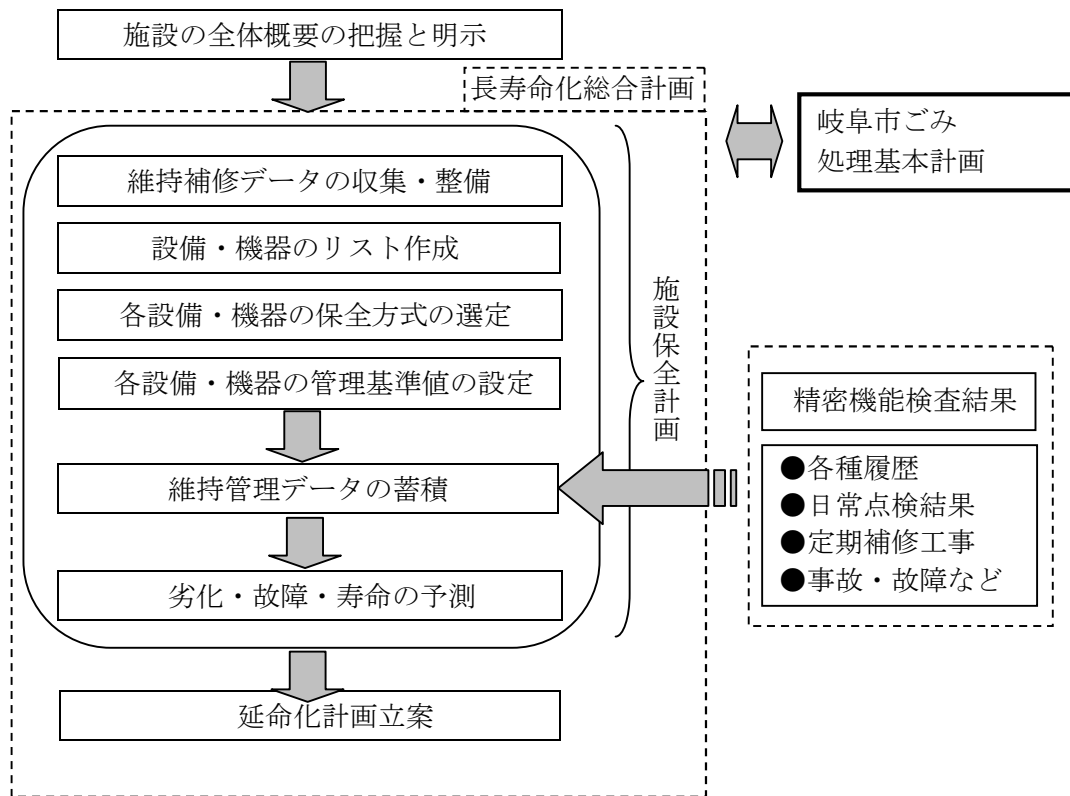 施設の全体概要の把握と明示
長寿命化総合計画
岐阜市ごみ
処理基本計画
維持補修データの収集・整備
設備・機器のリスト作成
各設備・機器の保全方式の選定
各設備・機器の管理基準値の設定
維持管理データの蓄積
劣化・故障・寿命の予測
施設保全計画
精密機能検査結果
●各種履歴
●日常点検結果
●定期補修工事
●事故・故障など
延命化計画立案